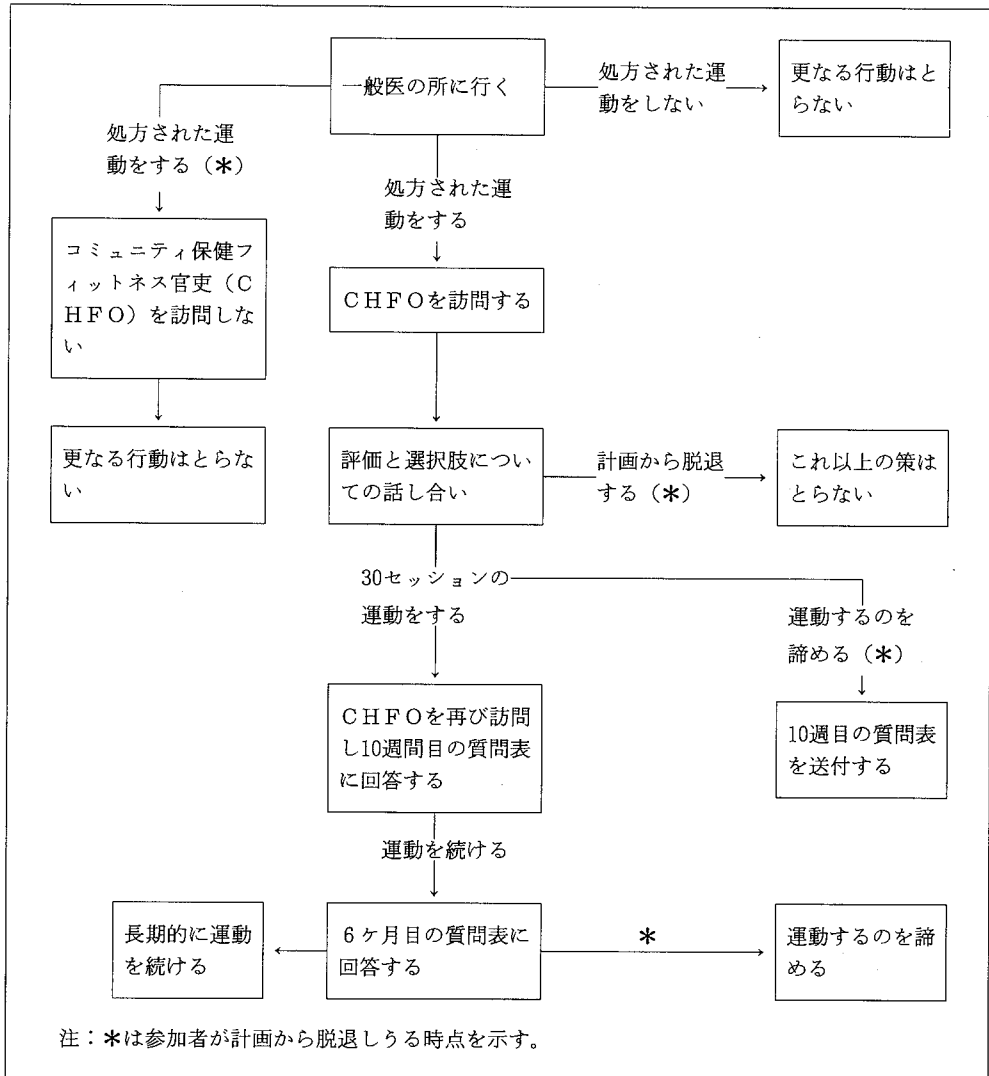 一般医の所に行く
処方された運
動をしない
→
更なる行動はと
らない
処方された運
動をする（＊）
↓
処方された運
動をする
↓
コミュニティ保健フ
ィットネス官吏（C
HFO）を訪問しな
い
CHFOを訪問する
更なる行動はとらな
い
評価と選択肢につい
ての話し合い
計画から脱退
する（＊）
→
これ以上の策は
とらない
30セッションの
運動をする
運動するのを
諦める（＊）
↓
CHFOを再び訪問
し10週間目の質問表
に回答する
10週目の質問表
を送付する
運動を続ける
長期的に運動
を続ける
←
6ヶ月目の質問表に
回答する
＊
→
運動するのを諦
める
注：＊は参加者が計画から脱退しうる時点を示す。